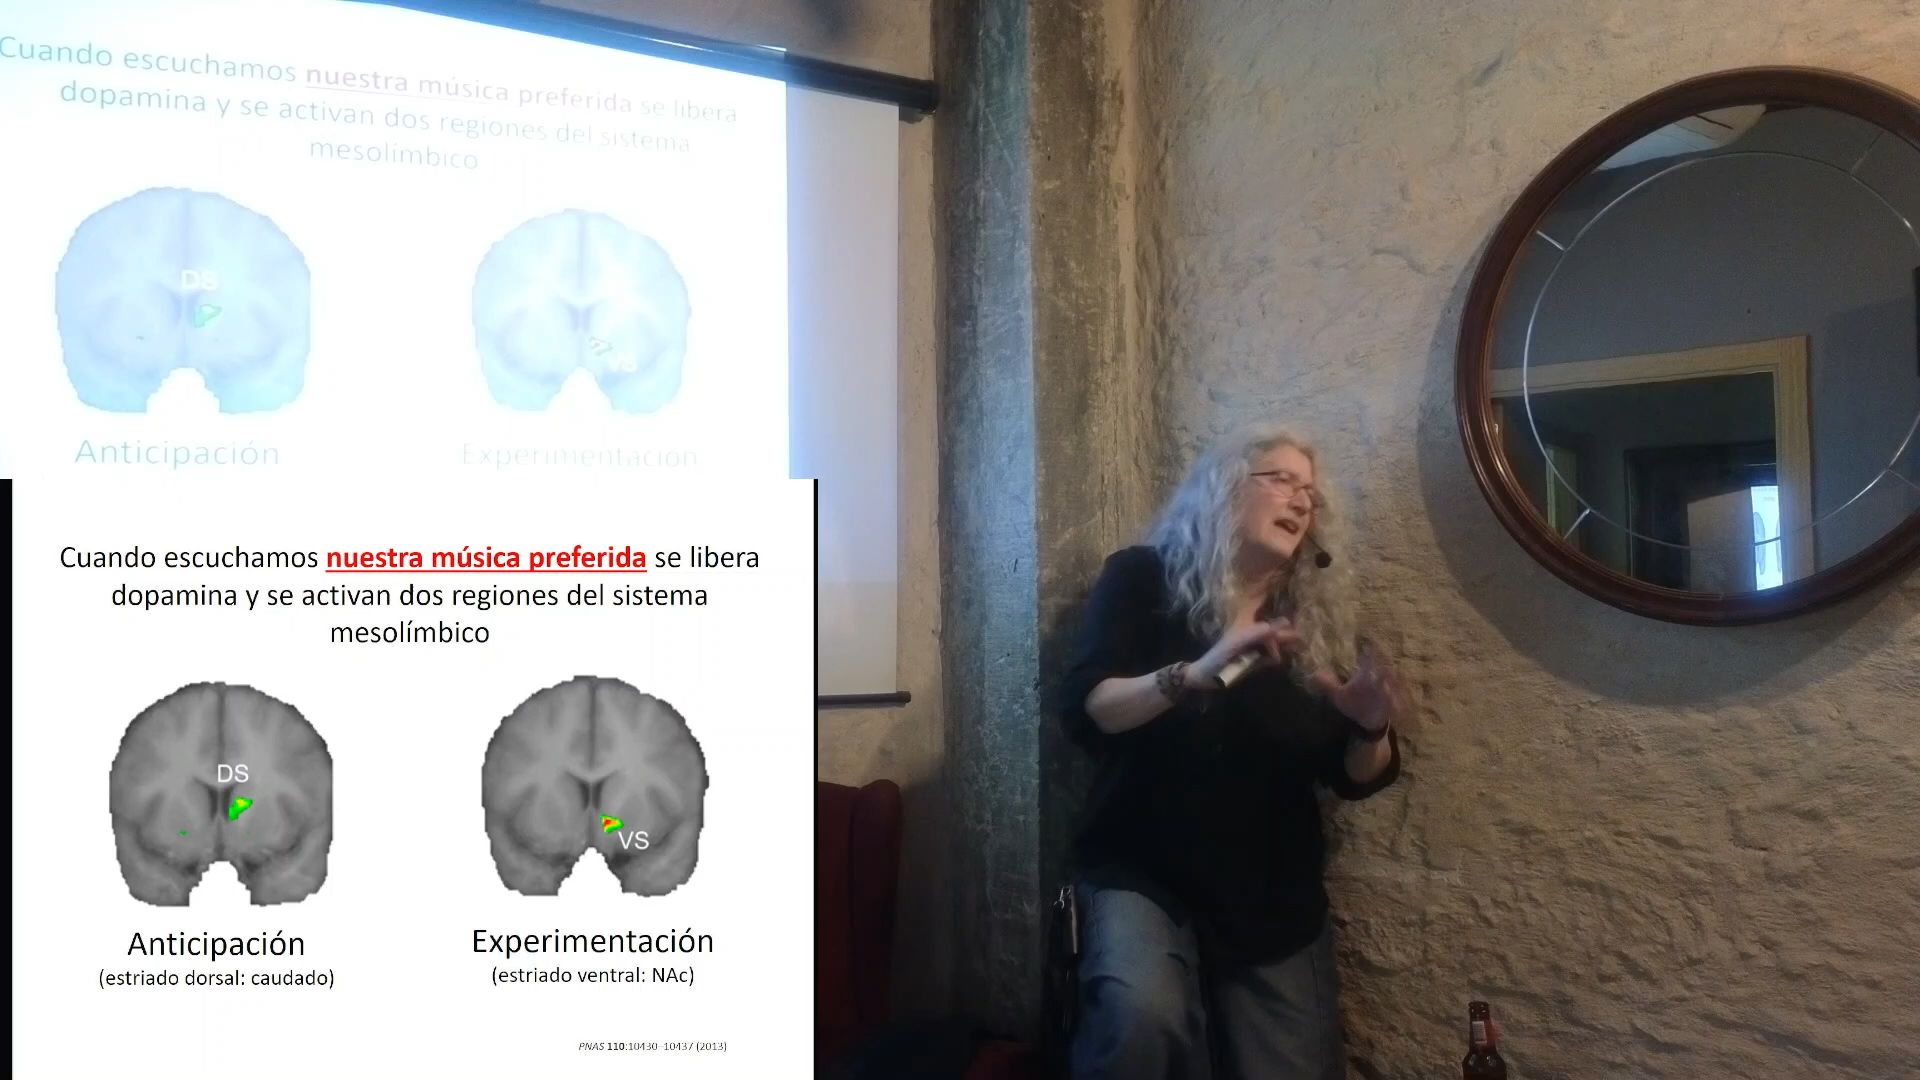 Cuando escuchamos nuestra música preferida se libera
dopamina y se activan dos regiones del sistema
mesolímbico
DS
VS
Anticipación
Experimentación
Cuando escuchamos nuestra música preferida se libera
dopamina y se activan dos regiones del sistema
mesolímbico
DS
VS
Anticipación
(estriado dorsal: caudado)
Experimentación
(estriado ventral: NAc)
PNAS 110:10430–10437 (2013)